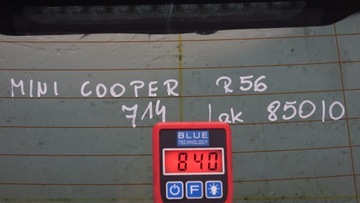 MINI COOPER R56
714 lak 85010
BLUE
TECHNOLOGY
840
F